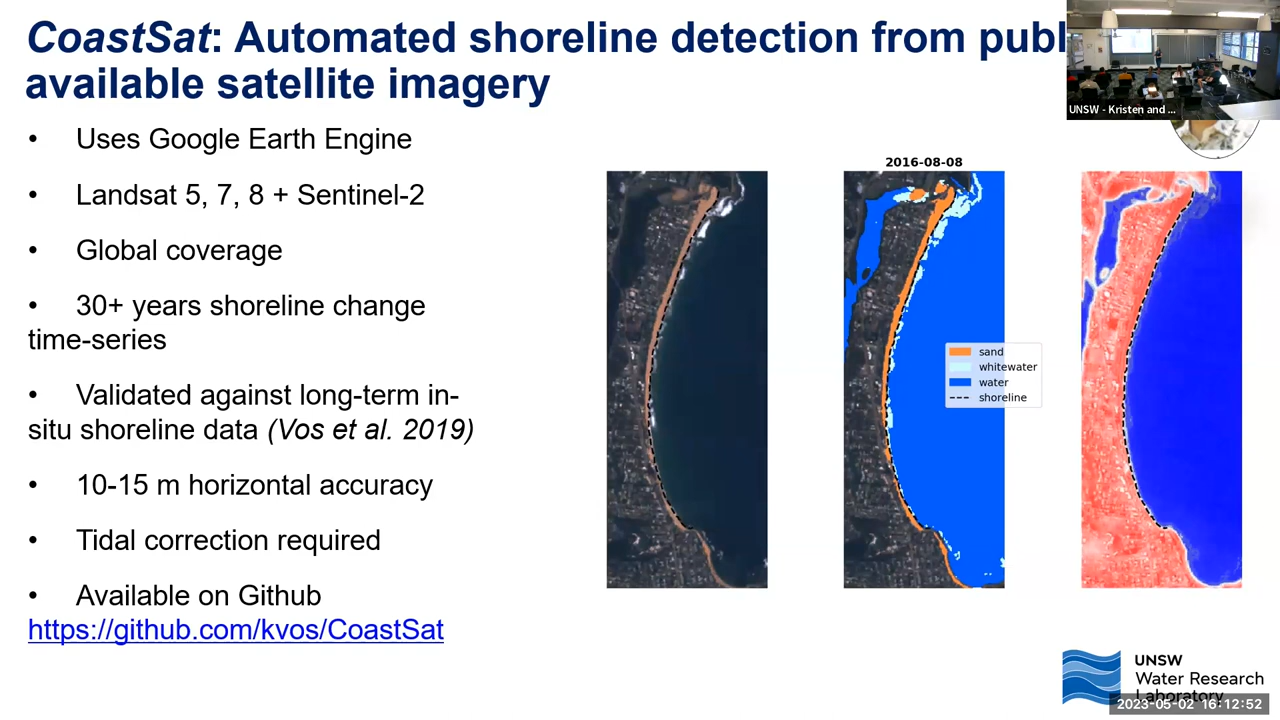 CoastSat: Automated shoreline detection from publ
available satellite imagery
UNSW - Kristen and ...
• Uses Google Earth Engine
• Landsat 5, 7, 8 + Sentinel-2
• Global coverage
• 30+ years shoreline change
time-series
• Validated against long-term in-
situ shoreline data (Vos et al. 2019)
• 10-15 m horizontal accuracy
• Tidal correction required
• Available on Github
https://github.com/kvos/CoastSat
2016-08-08
sand
whitewater
water
shoreline
UNSW
Water Research
Laboratory
2023-05-02 16:12:52